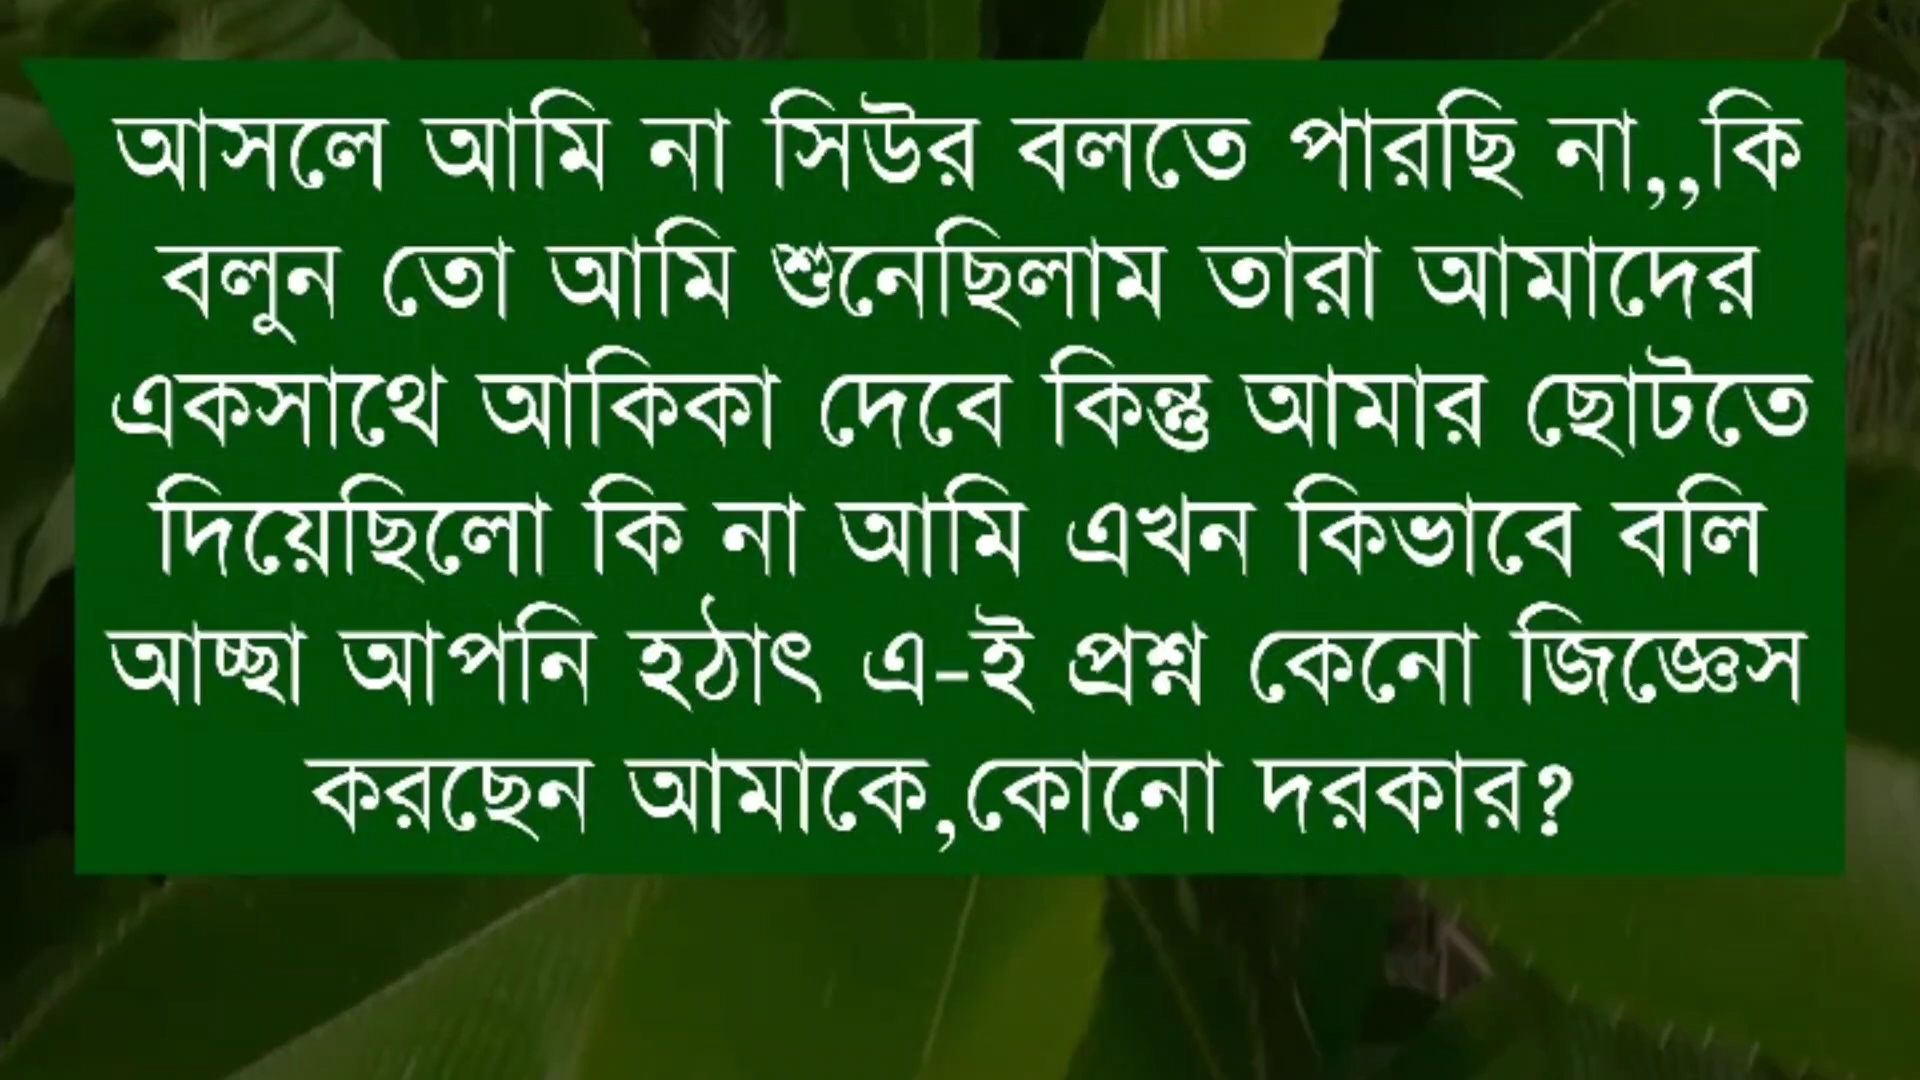 আসলে আমি না সিউর বলতে পারছি না,,কি
বলুন তো আমি শুনেছিলাম তারা আমাদের
একসাথে আকিকা দেবে কিন্তু আমার ছোটতে
দিয়েছিলো কি না আমি এখন কিভাবে বলি
আচ্ছা আপনি হঠাৎ এ-ই প্রশ্ন কেনো জিজ্ঞেস
করছেন আমাকে,কোনো দরকার?